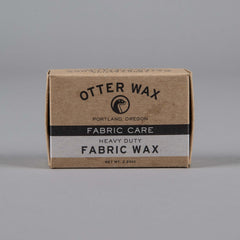 OTTER WAX
PORTLAND, OREGON
FABRIC CARE
HEAVY DUTY
FABRIC WAX